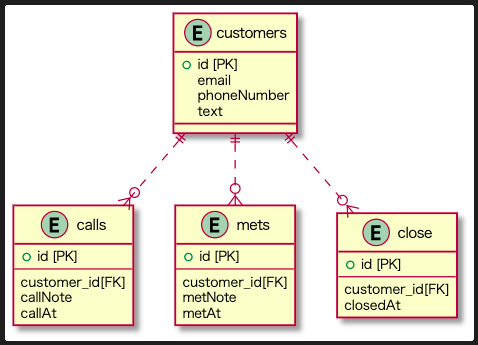 E customers
id [PK]
email
phoneNumber
text
E calls
id [PK]
customer_id[FK]
callNote
callAt
E mets
id [PK]
customer_id[FK]
metNote
metAt
E close
id [PK]
customer_id[FK]
closedAt